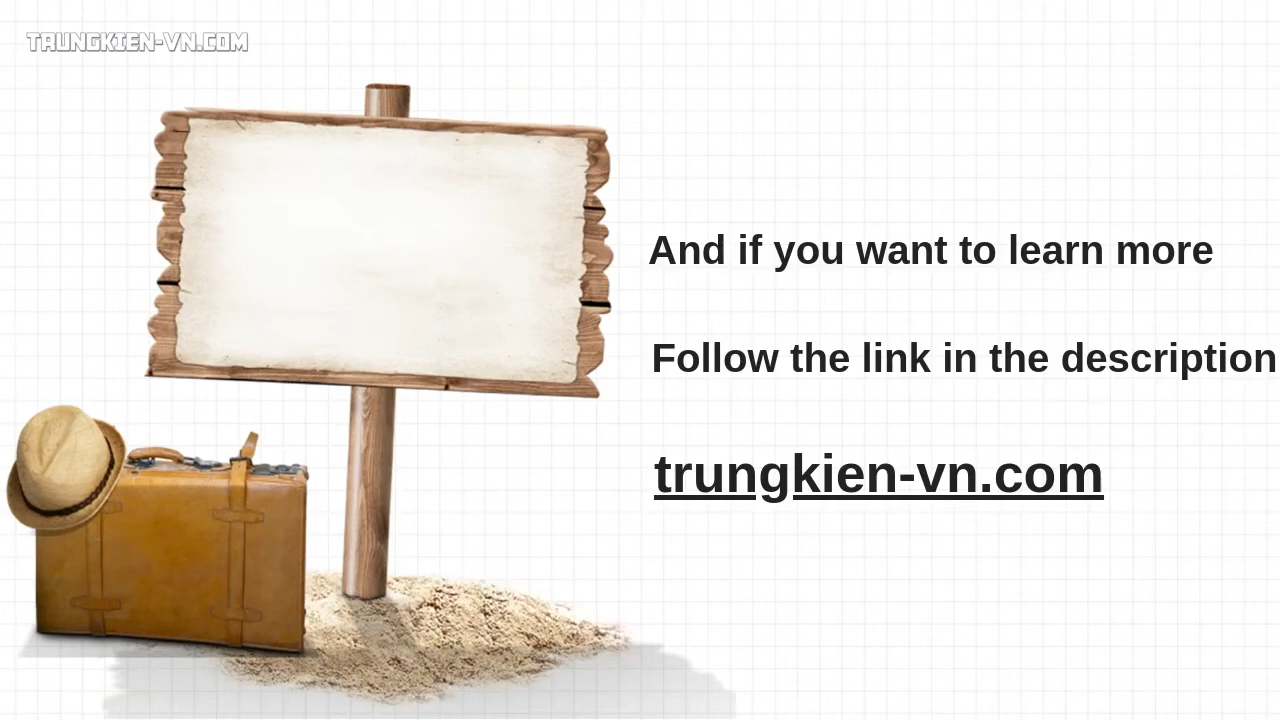 TRUNGKIEN-VN.COM
And if you want to learn more
Follow the link in the description
trungkien-vn.com